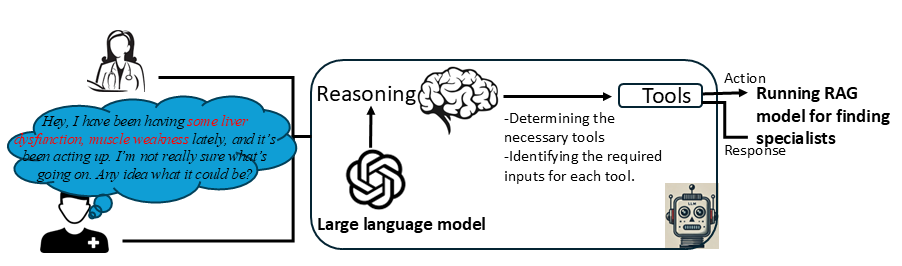 Hey, I have been having some liver
dysfunction, muscle weakness lately, and it's
been acting up. I'm not really sure what's
going on. Any idea what it could be?
Reasoning
Large language model
-Determining the
necessary tools
-Identifying the required
inputs for each tool.
Tools
LLM
Action
Running RAG
model for finding
specialists
Response